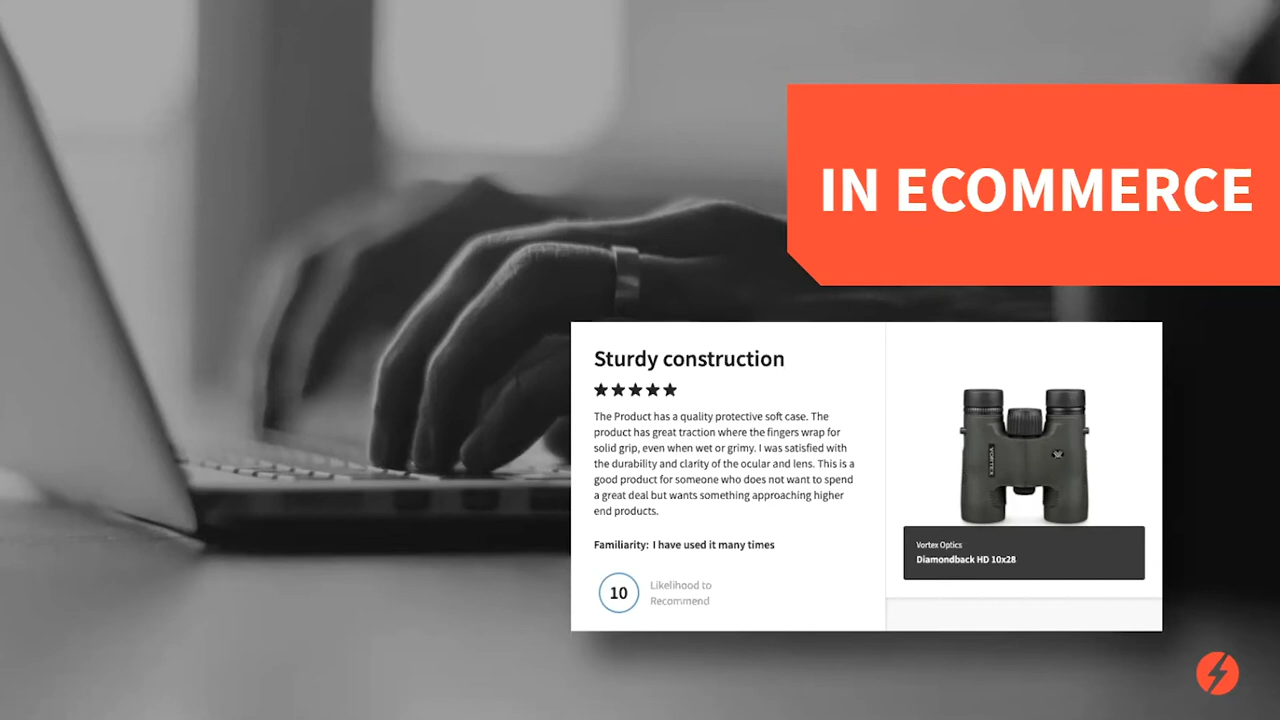 IN ECOMMERCE
Sturdy construction
The Product has a quality protective soft case. The
product has great traction where the fingers wrap for
solid grip, even when wet or grimy. I was satisfied with
the durability and clarity of the ocular and lens. This is a
good product for someone who does not want to spend
a great deal but wants something approaching higher
end products.
Familiarity: I have used it many times
10
Likelihood to
Recommend
VORTEX
Vortex Optics
Diamondback HD 10x28